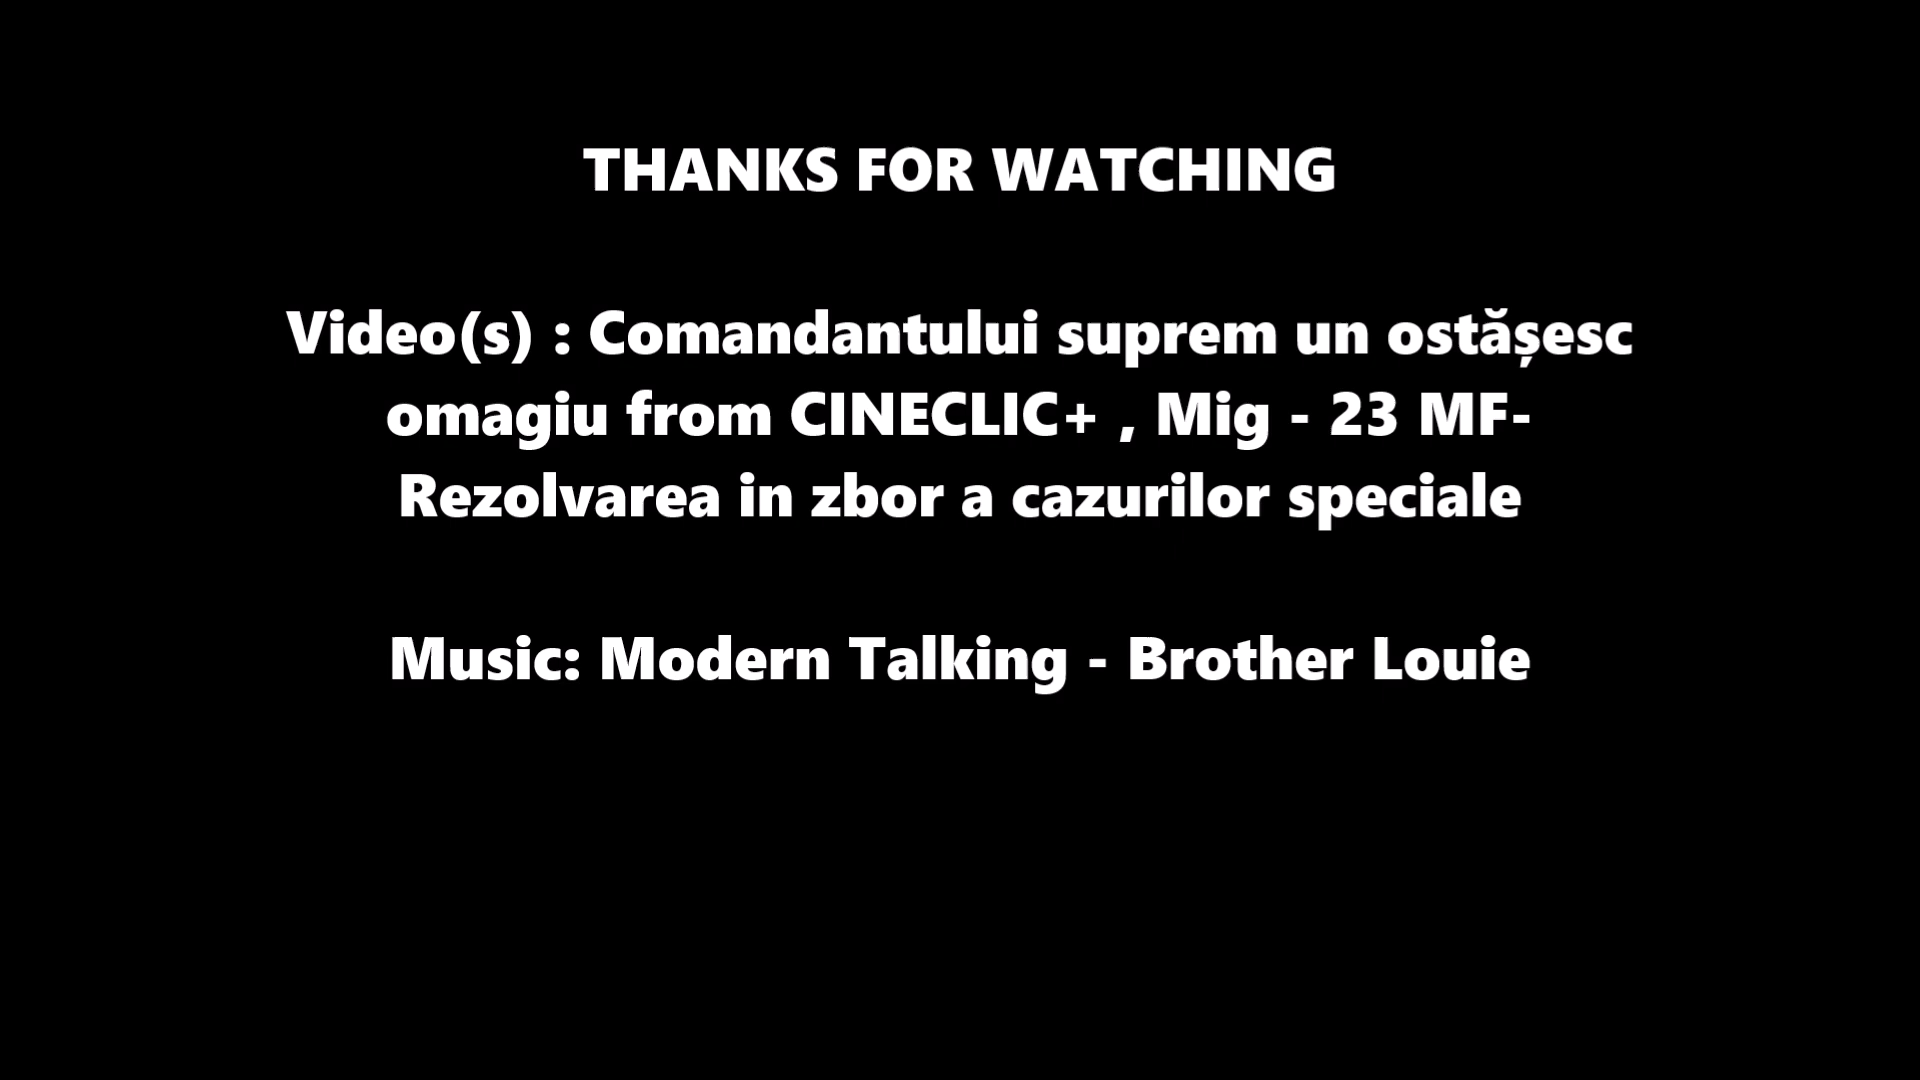 THANKS FOR WATCHING
Video(s) : Comandantului suprem un ostășesc
omagiu from CINECLIC+ , Mig - 23 MF-
Rezolvarea in zbor a cazurilor speciale
Music: Modern Talking - Brother Louie